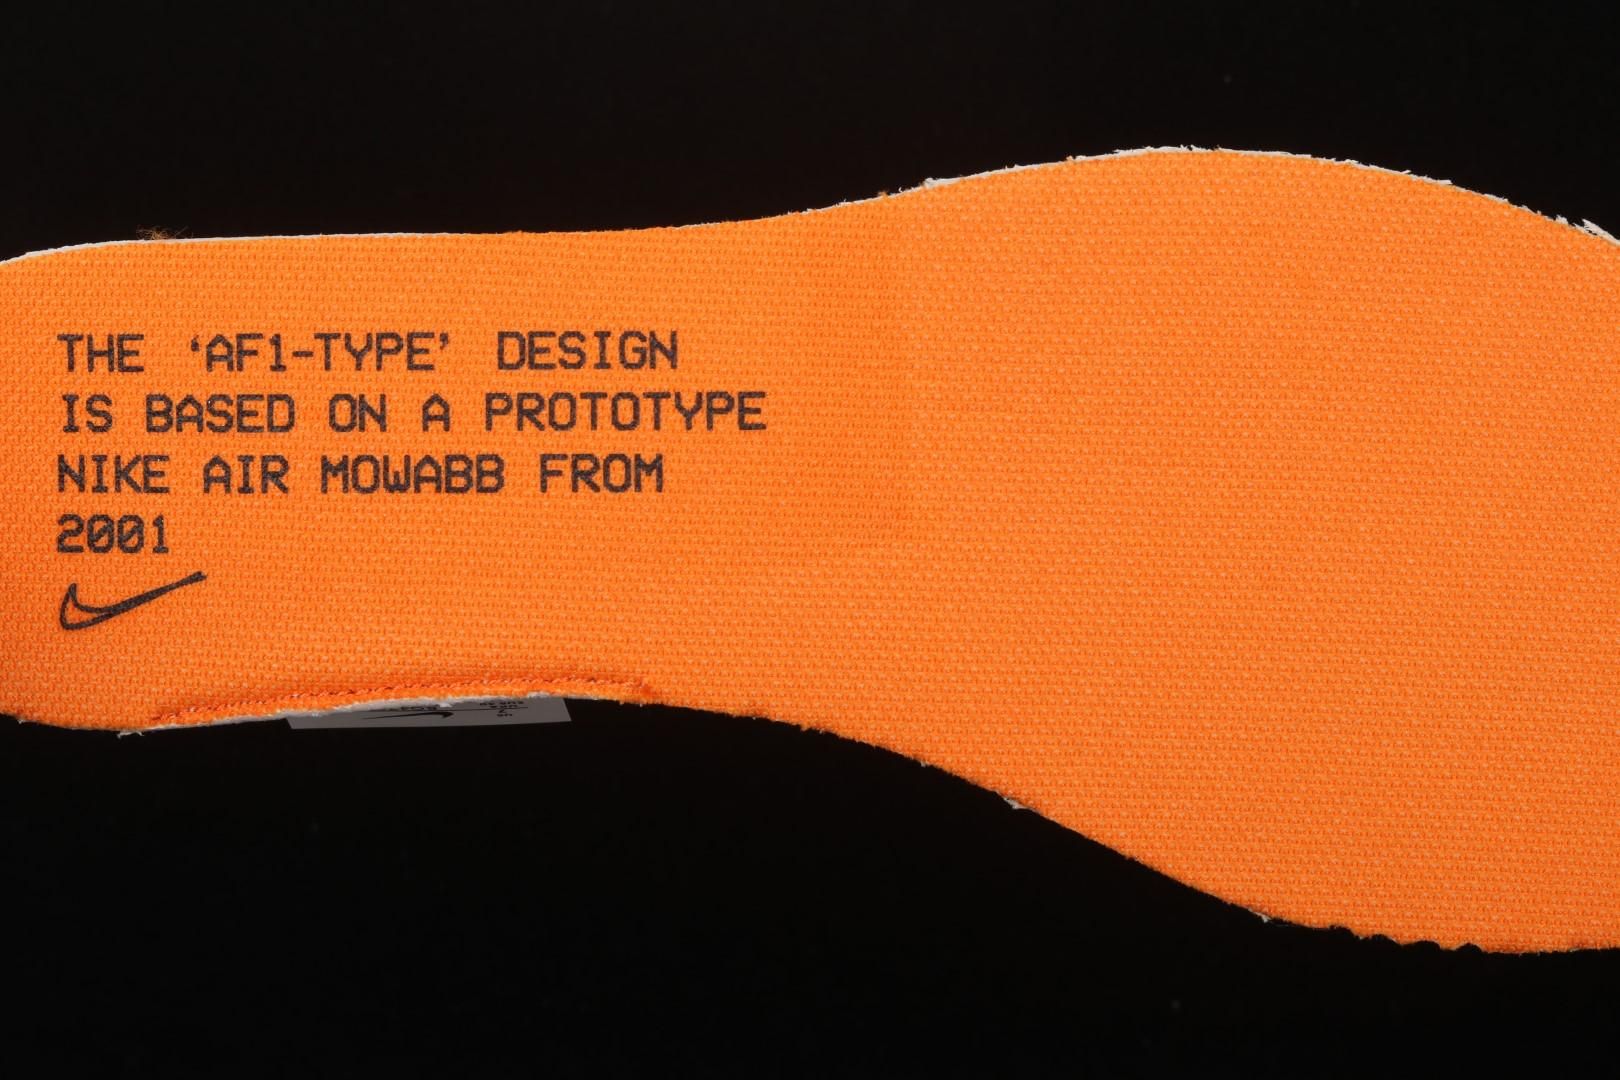 THE ‘AF1-TYPE’ DESIGN
IS BASED ON A PROTOTYPE
NIKE AIR MOWABB FROM
2001